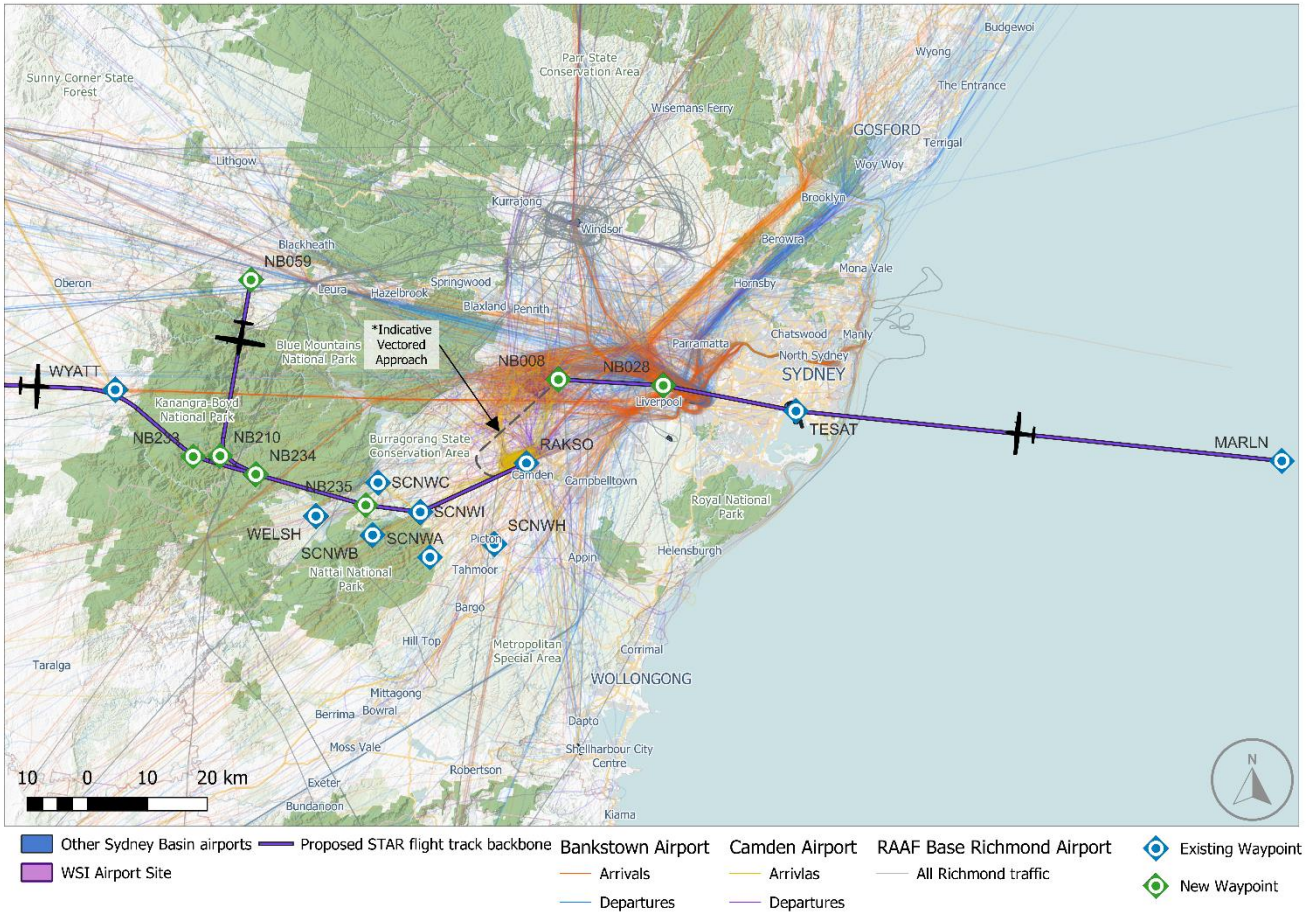 Budgewoi
Wyong
Parr State
Conservation Area
Sunny Corner State
Forest
The Entrance
Wisemans Ferry
GOSFORD
Terrigal
Lithgow
Woy Woy
Kurrajong
Brooklyn
Windsor
Blackheath
Berowra
NB059
Mona Vale
Oberon
Leura
Hazelbrook
Springwood
Hornsby
Blaxland
Penrith
*Indicative
Vectored
Approach
Chatswood
Manly
Blue Mountains
National Park
Parramatta
North Sydney
WYATT
NB008
NB028
SYDNEY
Kanangra-Boyd
National Park
Liverpool
TESAT
NB233
NB210
Burragorang State
Conservation Area
RAKSO
MARLN
NB234
Camden
Campbelltown
NB235
SCNWC
Royal National
Park
SCNWI
WELSH
SCNWH
SCNWB
SCNWA
Picton
Helensburgh
Nattai National
Park
Tahmoor
Appin
Bargo
Hill Top
Metropolitan
Special Area
Corrimal
Taralga
WOLLONGONG
Mittagong
Berrima
Bowral
Dapto
Moss Vale
Shellharbour City
Centre
Robertson
Exeter
Bundanoon
Kiama
10 0 10 20 km
N
Other Sydney Basin airports
WSI Airport Site
Proposed STAR flight track backbone
Bankstown Airport
Arrivals
Departures
Camden Airport
Arrivlas
Departures
RAAF Base Richmond Airport
All Richmond traffic
Existing Waypoint
New Waypoint